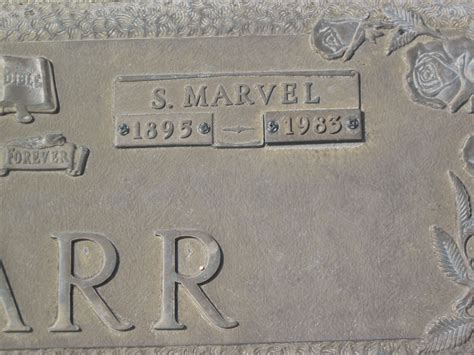 BIBLE
S. MARVEL
1895 1983
FOREVER
ARR